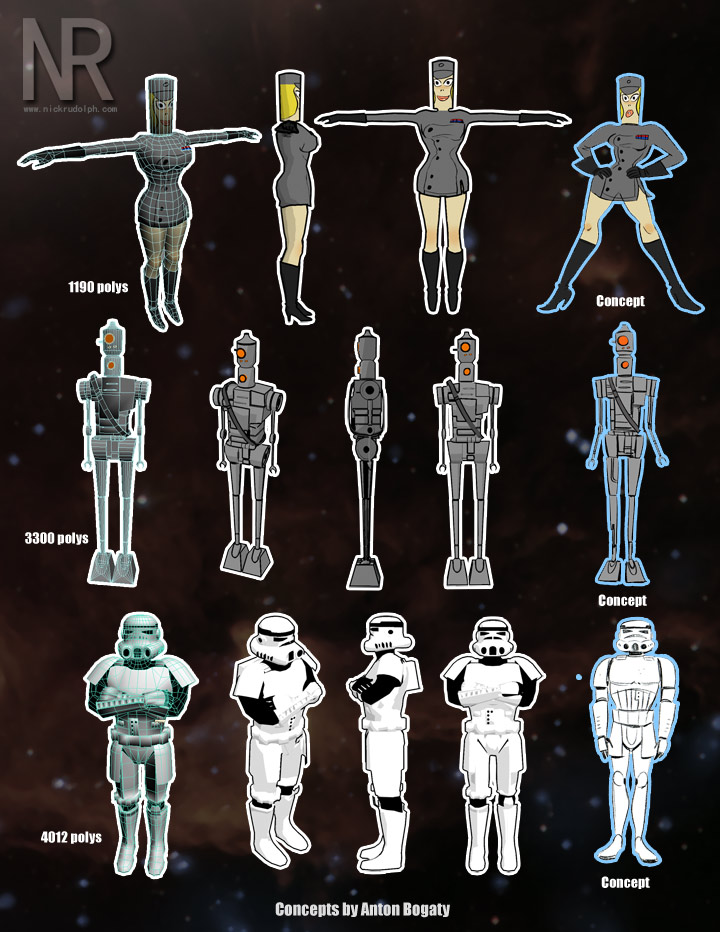 NR
www.nickrudolph.com
1190 polys
Concept
3300 polys
Concept
4012 polys
Concept
Concepts by Anton Bogaty